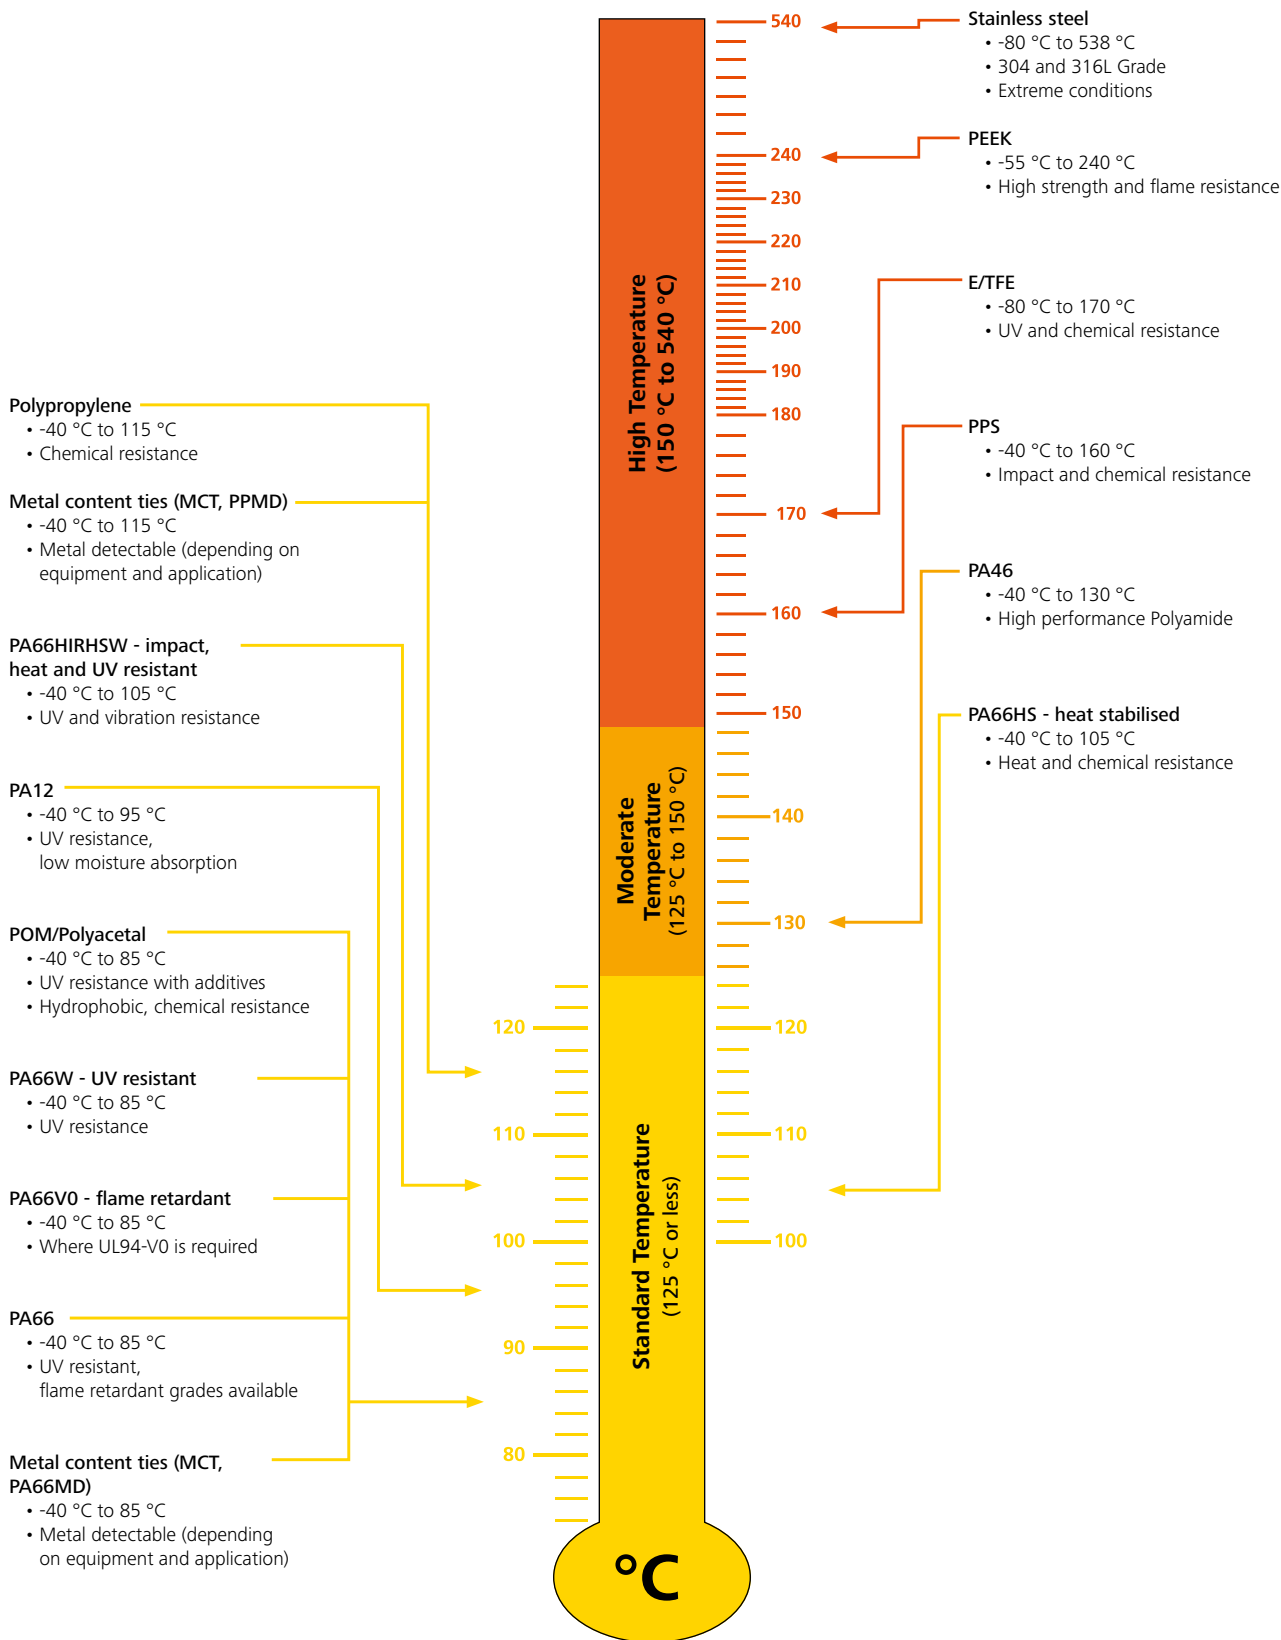 Polypropylene
• -40 °C to 115 °C
• Chemical resistance
Metal content ties (MCT, PPMD)
• -40 °C to 115 °C
• Metal detectable (depending on
equipment and application)
PA66HIRHSW - impact,
heat and UV resistant
• -40 °C to 105 °C
• UV and vibration resistance
PA12
• -40 °C to 95 °C
• UV resistance,
low moisture absorption
POM/Polyacetal
• -40 °C to 85 °C
• UV resistance with additives
• Hydrophobic, chemical resistance
PA66W - UV resistant
• -40 °C to 85 °C
• UV resistance
PA66V0 - flame retardant
• -40 °C to 85 °C
• Where UL94-V0 is required
PA66
• -40 °C to 85 °C
• UV resistant,
flame retardant grades available
Metal content ties (MCT,
PA66MD)
• -40 °C to 85 °C
• Metal detectable (depending
on equipment and application)
120
110
100
90
80
High Temperature
(150 °C to 540 °C)
Moderate
Temperature
(125 °C to 150 °C)
Standard Temperature
(125 °C or less)
°C
540
240
230
220
210
200
190
180
170
160
150
140
130
120
110
100
Stainless steel
• -80 °C to 538 °C
• 304 and 316L Grade
• Extreme conditions
PEEK
• -55 °C to 240 °C
• High strength and flame resistance
E/TFE
• -80 °C to 170 °C
• UV and chemical resistance
PPS
• -40 °C to 160 °C
• Impact and chemical resistance
PA46
• -40 °C to 130 °C
• High performance Polyamide
PA66HS - heat stabilised
• -40 °C to 105 °C
• Heat and chemical resistance